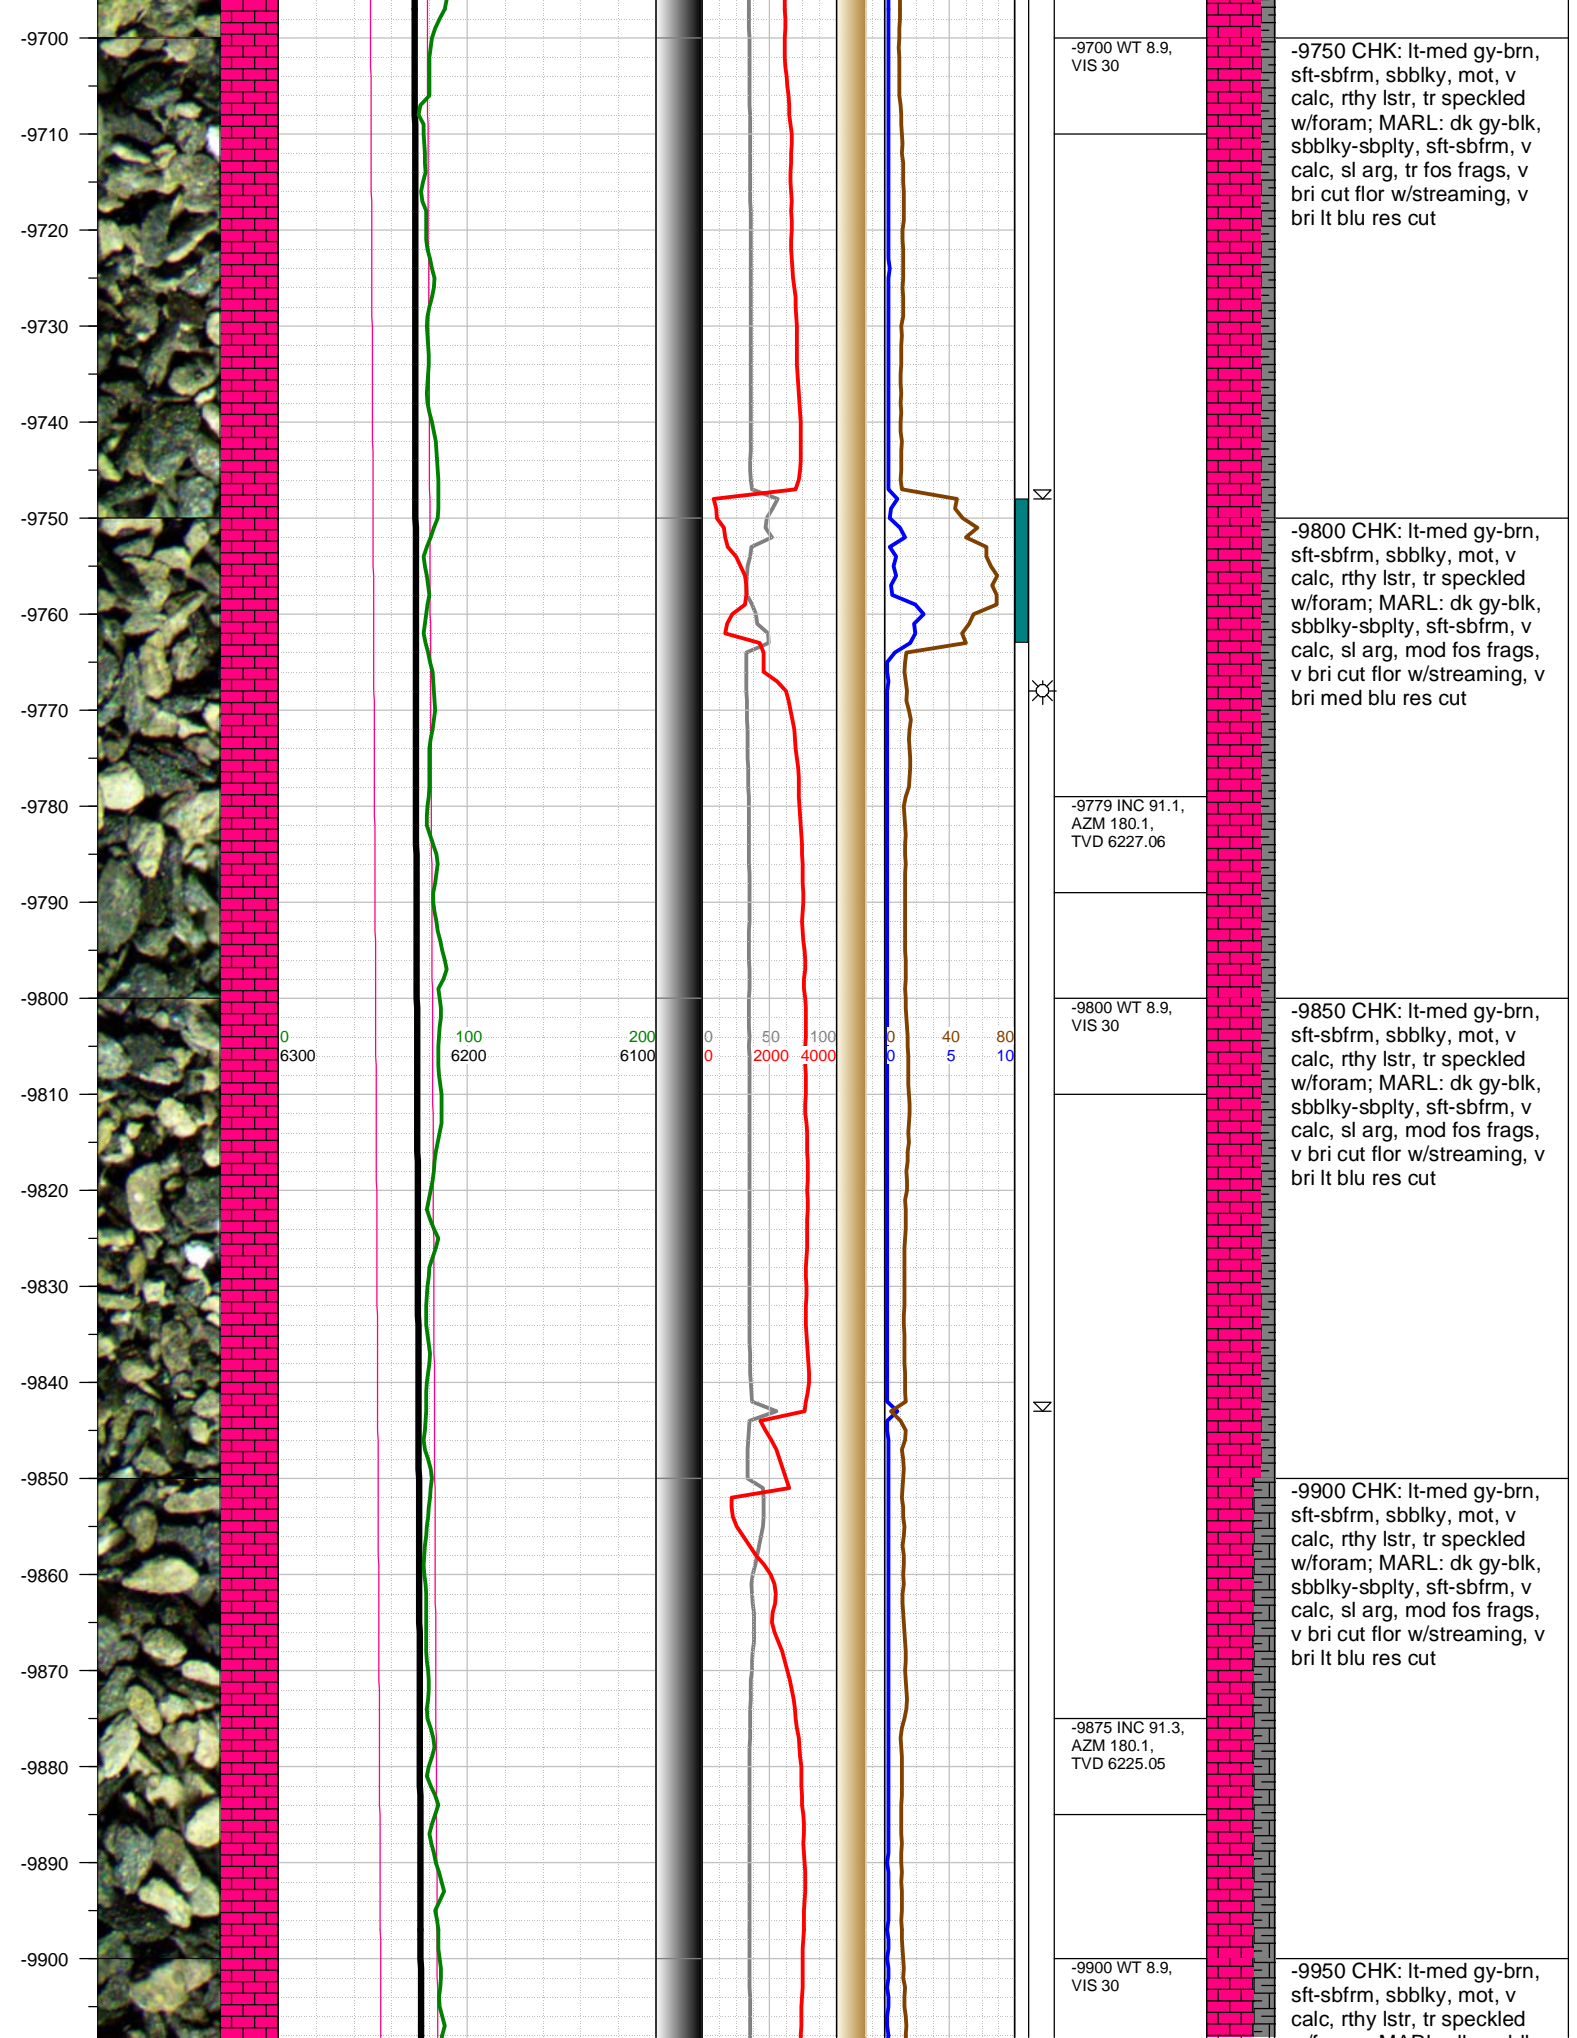 -9700
-9710
-9720
-9730
-9740
-9750
-9760
-9770
-9780
-9790
-9800
-9810
-9820
-9830
-9840
-9850
-9860
-9870
-9880
-9890
-9900
0 100 200
6300 6200 6100
0 50 100
0 2000 4000
0 40 80
0 5 10
-9700 WT 8.9,
VIS 30
-9779 INC 91.1,
AZM 180.1,
TVD 6227.06
-9800 WT 8.9,
VIS 30
-9875 INC 91.3,
AZM 180.1,
TVD 6225.05
-9900 WT 8.9,
VIS 30
-9750 CHK: lt-med gy-brn,
sft-sbfrm, sbblky, mot, v
calc, rthy lstr, tr speckled
w/foram; MARL: dk gy-blk,
sbblky-sbplty, sft-sbfrm, v
calc, sl arg, tr fos frags, v
bri cut flor w/streaming, v
bri lt blu res cut
-9800 CHK: lt-med gy-brn,
sft-sbfrm, sbblky, mot, v
calc, rthy lstr, tr speckled
w/foram; MARL: dk gy-blk,
sbblky-sbplty, sft-sbfrm, v
calc, sl arg, mod fos frags,
v bri cut flor w/streaming, v
bri med blu res cut
-9850 CHK: lt-med gy-brn,
sft-sbfrm, sbblky, mot, v
calc, rthy lstr, tr speckled
w/foram; MARL: dk gy-blk,
sbblky-sbplty, sft-sbfrm, v
calc, sl arg, mod fos frags,
v bri cut flor w/streaming, v
bri lt blu res cut
-9900 CHK: lt-med gy-brn,
sft-sbfrm, sbblky, mot, v
calc, rthy lstr, tr speckled
w/foram; MARL: dk gy-blk,
sbblky-sbplty, sft-sbfrm, v
calc, sl arg, mod fos frags,
v bri cut flor w/streaming, v
bri lt blu res cut
-9950 CHK: lt-med gy-brn,
sft-sbfrm, sbblky, mot, v
calc, rthy lstr, tr speckled